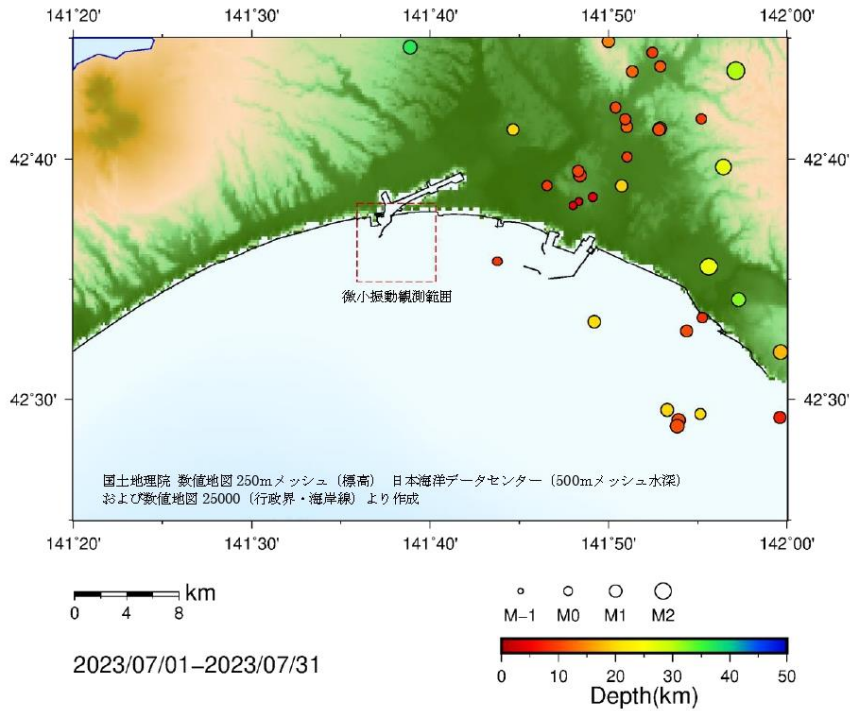 141˚20' 141˚30' 141˚40' 141˚50' 142˚00'
42˚40' 42˚40'
微小振動観測範囲
42˚30' 42˚30'
国土地理院 数値地図 250mメッシュ（標高） 日本海洋データセンター（500mメッシュ水深）
および数値地図 25000（行政界・海岸線）より作成
141˚20' 141˚30' 141˚40' 141˚50' 142˚00'
km
0 4 8
M−1 M0 M1 M2
2023/07/01−2023/07/31
0 10 20 30 40 50
Depth(km)